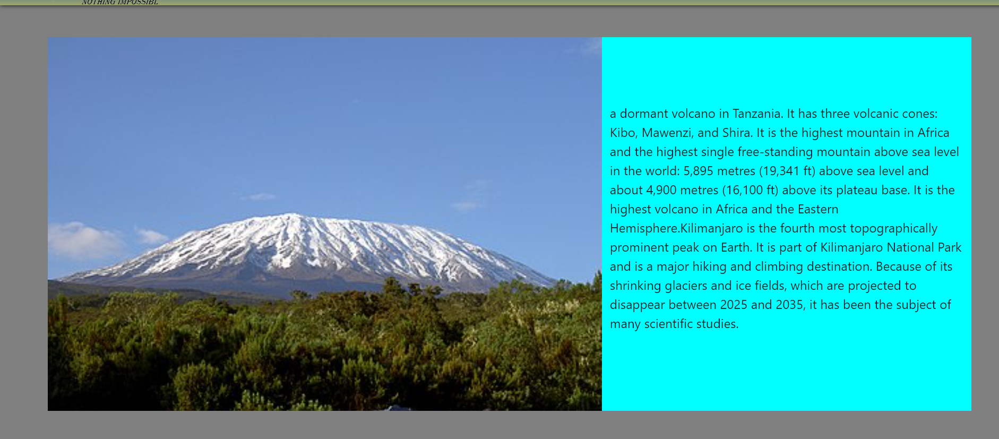 NOTHING IMPOSSIBL
a dormant volcano in Tanzania. It has three volcanic cones:
Kibo, Mawenzi, and Shira. It is the highest mountain in Africa
and the highest single free-standing mountain above sea level
in the world: 5,895 metres (19,341 ft) above sea level and
about 4,900 metres (16,100 ft) above its plateau base. It is the
highest volcano in Africa and the Eastern
Hemisphere.Kilimanjaro is the fourth most topographically
prominent peak on Earth. It is part of Kilimanjaro National Park
and is a major hiking and climbing destination. Because of its
shrinking glaciers and ice fields, which are projected to
disappear between 2025 and 2035, it has been the subject of
many scientific studies.